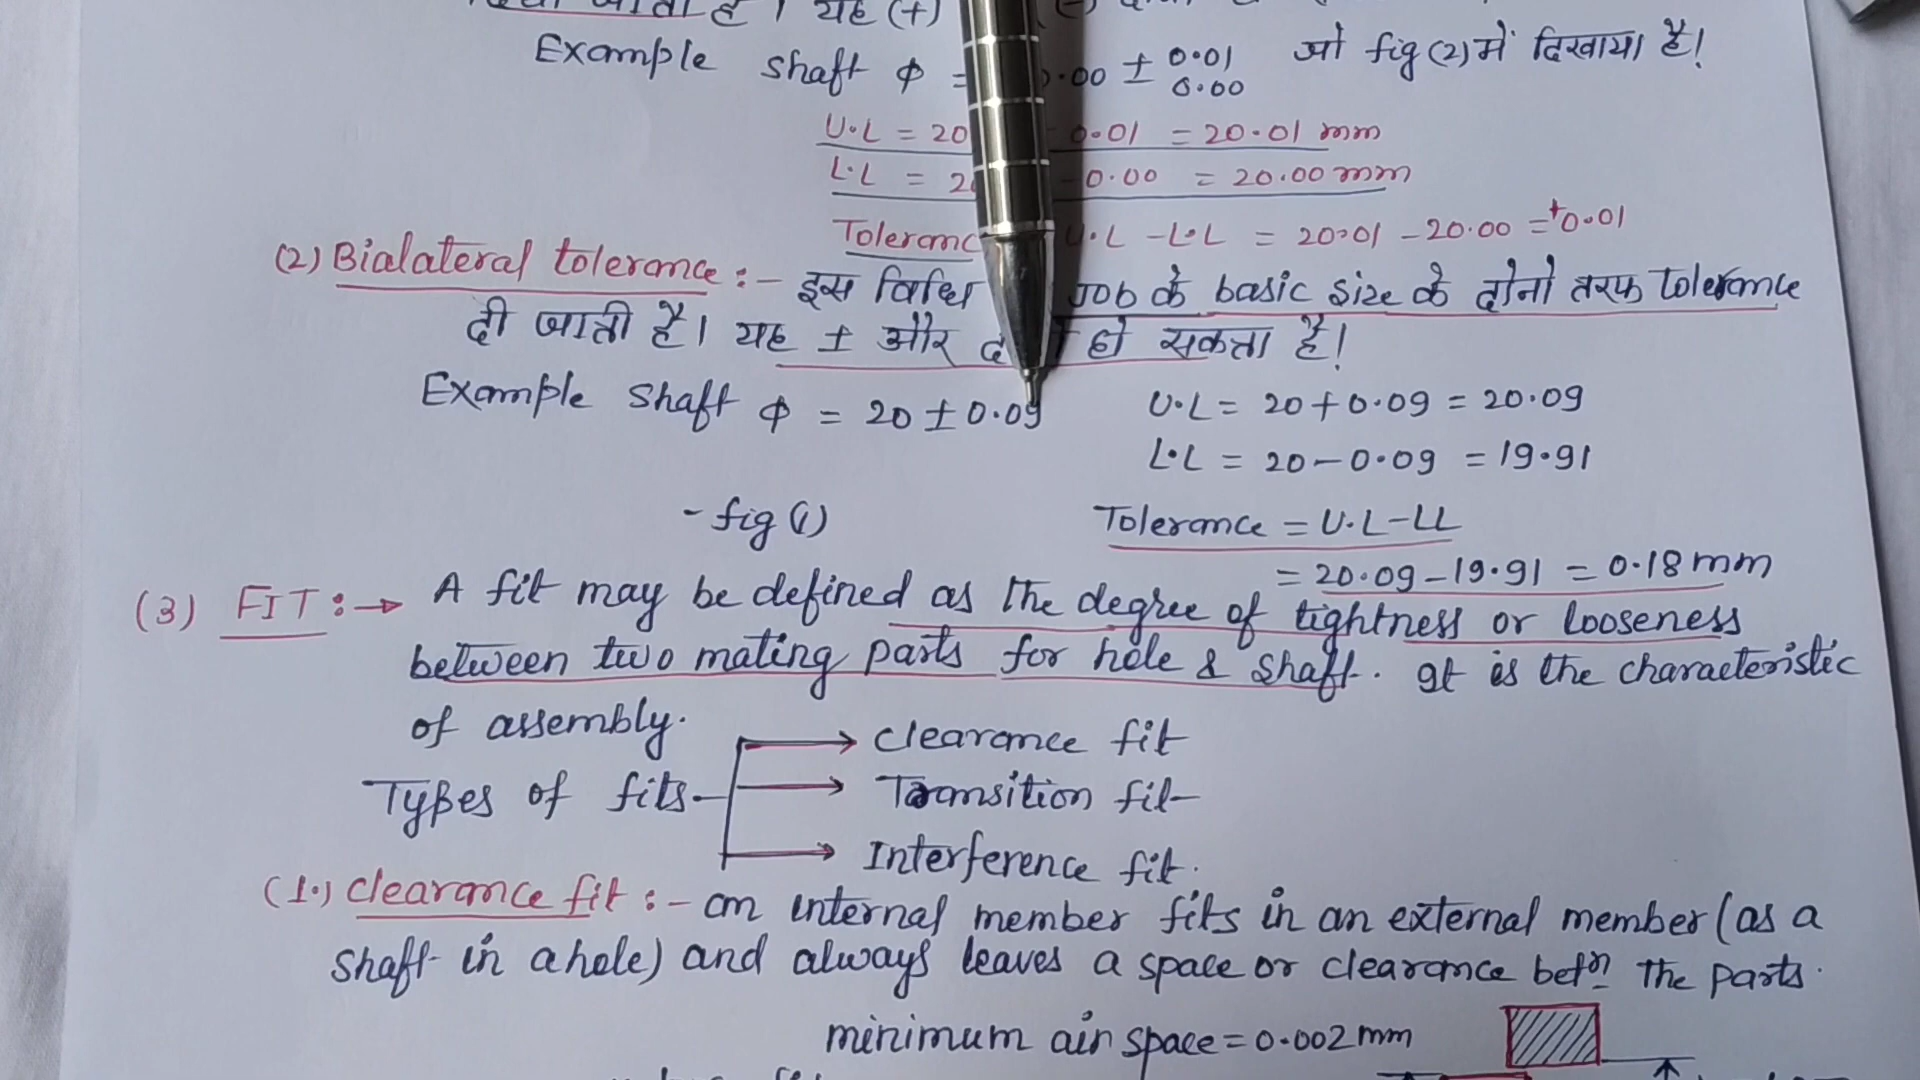 यह (+)
Example shaft ϕ = .00 ± 0.01 0.00 जो fig (2) में दिखाया है!
U.L = 20 0.01 = 20.01 mm
L.L = 2 -0.00 = 20.00 mm
U.L - L.L = 20.01 - 20.00 = +0.01
(2) Bialateral tolerance :- इस विधि Job के basic size के दोनो तरफ tolerance
दी जाती है। यह ± और हो सकता है!
Example Shaft ϕ = 20 ± 0.09 U.L = 20 + 0.09 = 20.09
L.L = 20 - 0.09 = 19.91
- fig (1) Tolerance = U.L - LL
= 20.09 - 19.91 = 0.18 mm
(3) FIT :→ A fit may be defined as the degree of tightness or looseness
between two mating parts for hole & shaft. It is the characteristic
of assembly.
Types of fits - → Clearance fit
→ Transition fit
→ Interference fit.
(1.) Clearance fit :- an internal member fits in an external member (as a
shaft in a hole) and always leaves a space or clearance betn the parts.
minimum air space = 0.002 mm